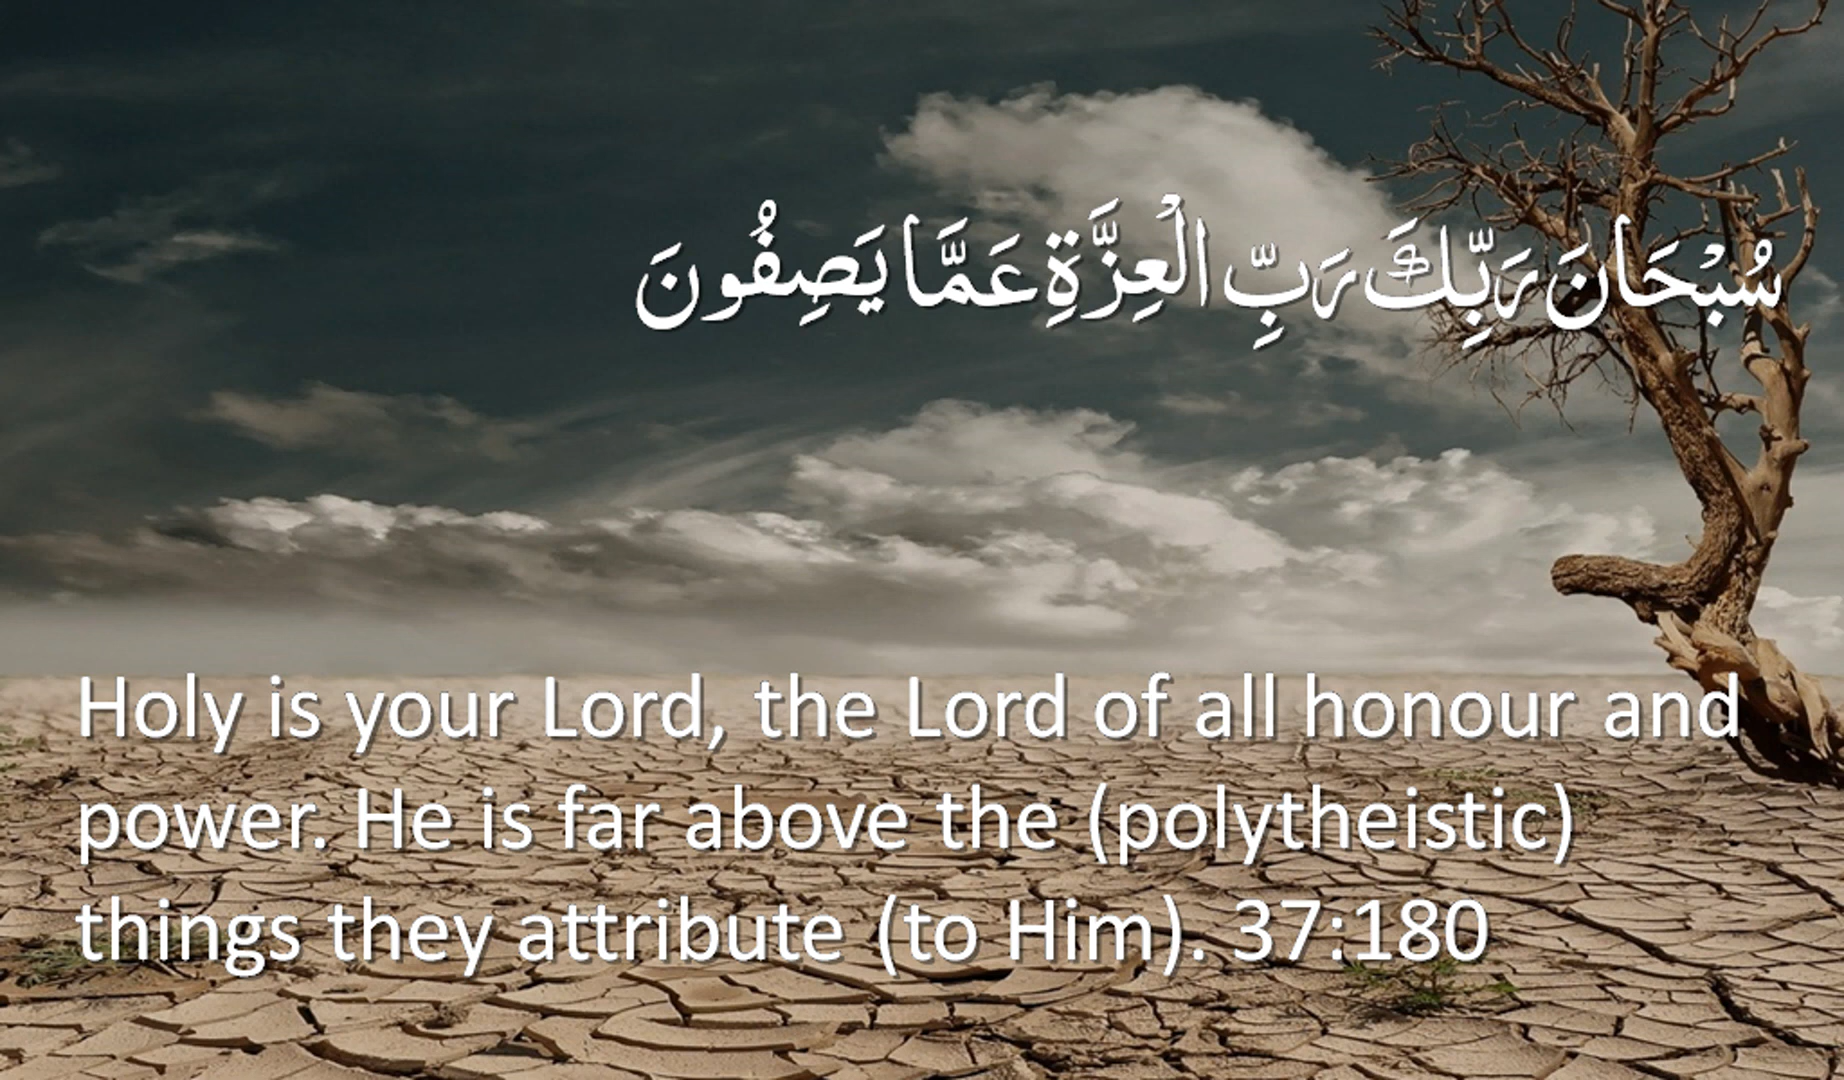 سُبْحَانَ رَبِّكَ رَبِّ الْعِزَّةِ عَمَّا يَصِفُونَ
Holy is your Lord, the Lord of all honour and
power. He is far above the (polytheistic)
things they attribute (to Him). 37:180